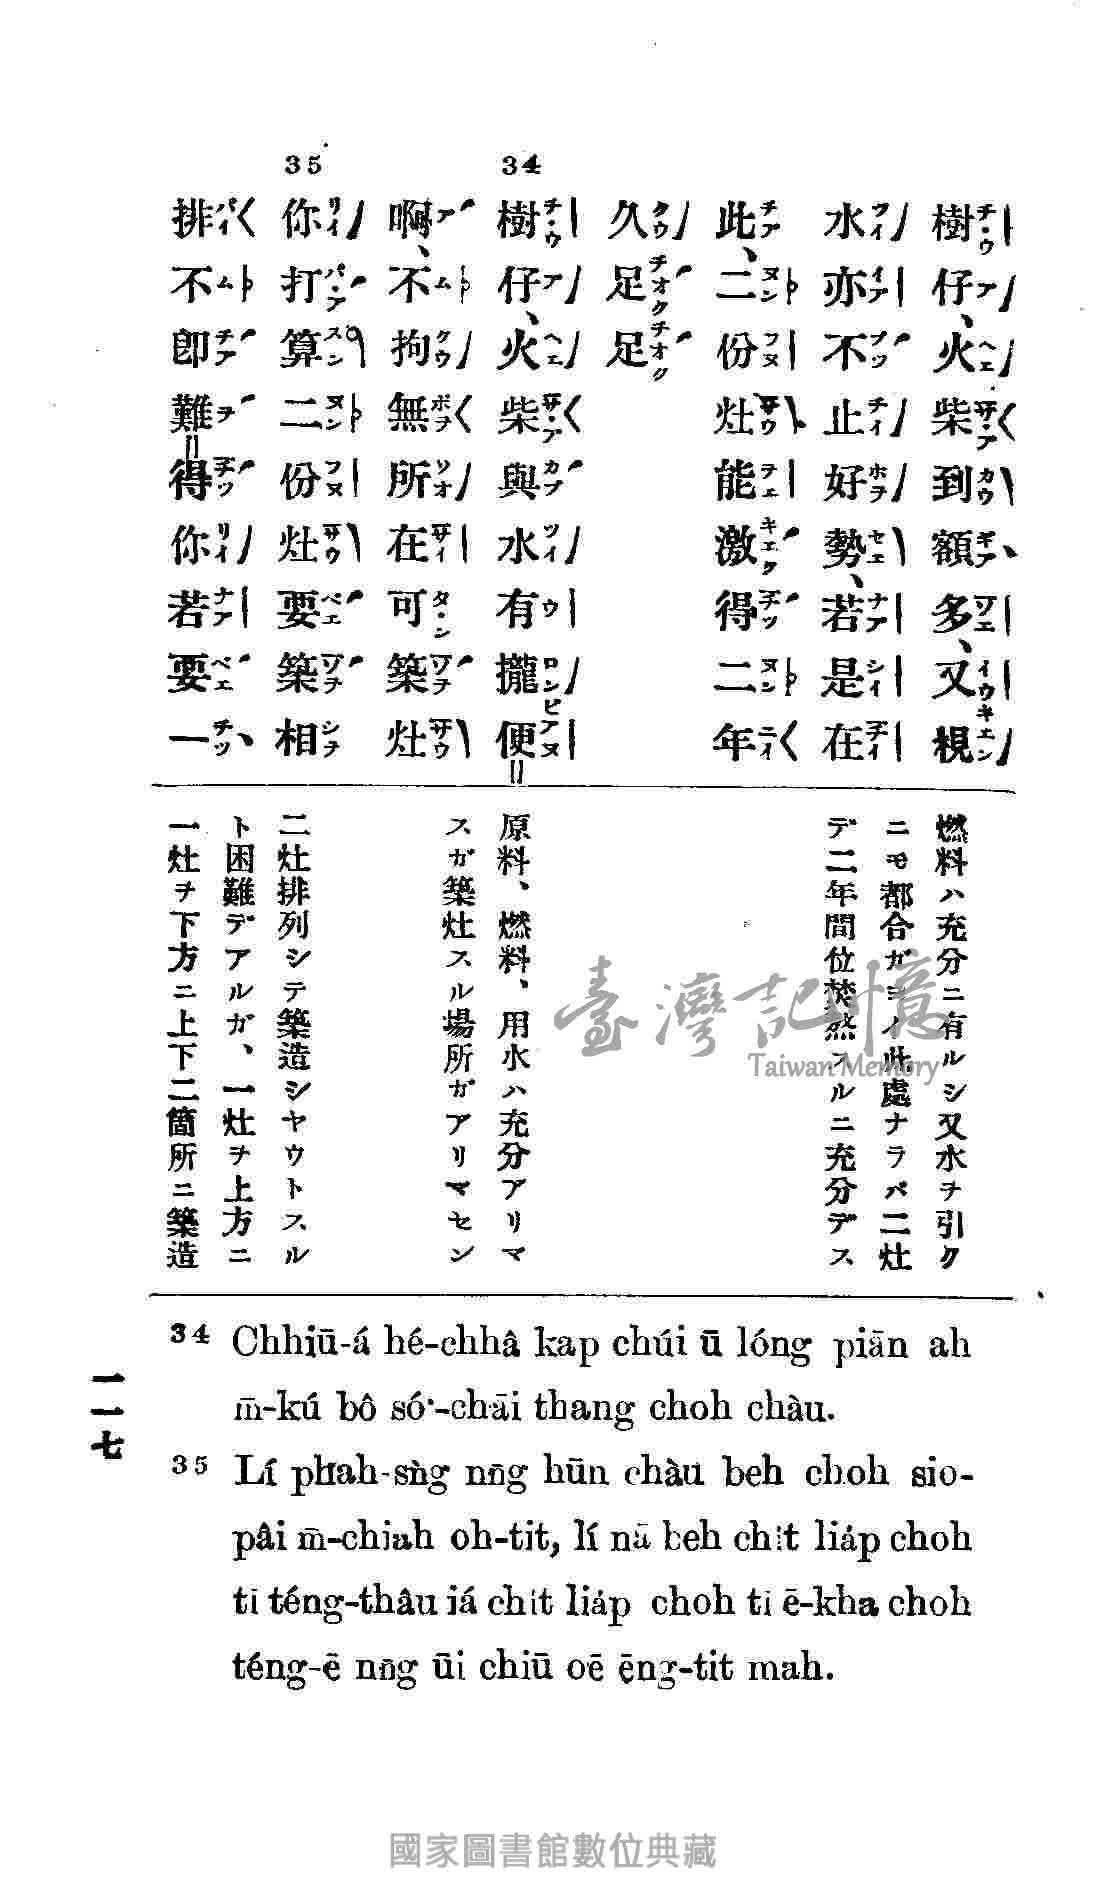 樹仔、火柴到額多、又梘
水亦不止好勢、若是在
此、二份灶能激得二年
久足足
34
樹仔、火柴與水有攏便
啊、不拘無所在可築灶
35
你打算二份灶要築相
排不即難得你若要一
燃料ハ充分ニ有ルシ又水ヲ引ク
ニモ都合ガヨイ此處ナラバ二灶
デ二年間位焚熬スルニ充分デス
原料、燃料、用水ハ充分アリマ
スガ築灶スル場所ガアリマセン
二灶排列シテ築造シヤウトスル
ト困難デアルガ、一灶ヲ上方ニ
一灶ヲ下方ニ上下二箇所ニ築造
34 Chhiū-á hé-chhâ kap chúi ū lóng piān ah
m̄-kú bô só·-chāi thang choh chàu.
35 Lí phah-sǹg nn̄g hūn chàu beh choh sio-
pâi m̄-chiah oh-tit, lí nā beh chit liáp choh
ti téng-thâu iá chit liáp choh ti ē-kha choh
téng-ē nn̄g ūi chiū oē ēng-tit mah.
一一七
臺灣記憶
Taiwan Memory
國家圖書館數位典藏